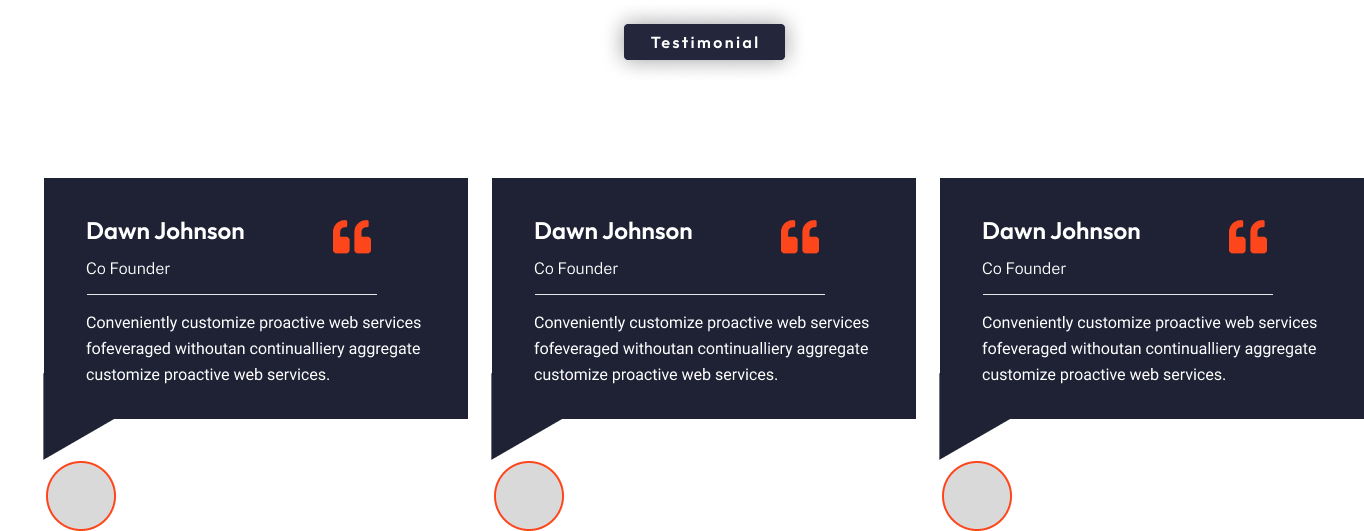 Testimonial
Dawn Johnson
Co Founder
Conveniently customize proactive web services
fofeveraged withoutan continualliery aggregate
customize proactive web services.
Dawn Johnson
Co Founder
Conveniently customize proactive web services
fofeveraged withoutan continualliery aggregate
customize proactive web services.
Dawn Johnson
Co Founder
Conveniently customize proactive web services
fofeveraged withoutan continualliery aggregate
customize proactive web services.